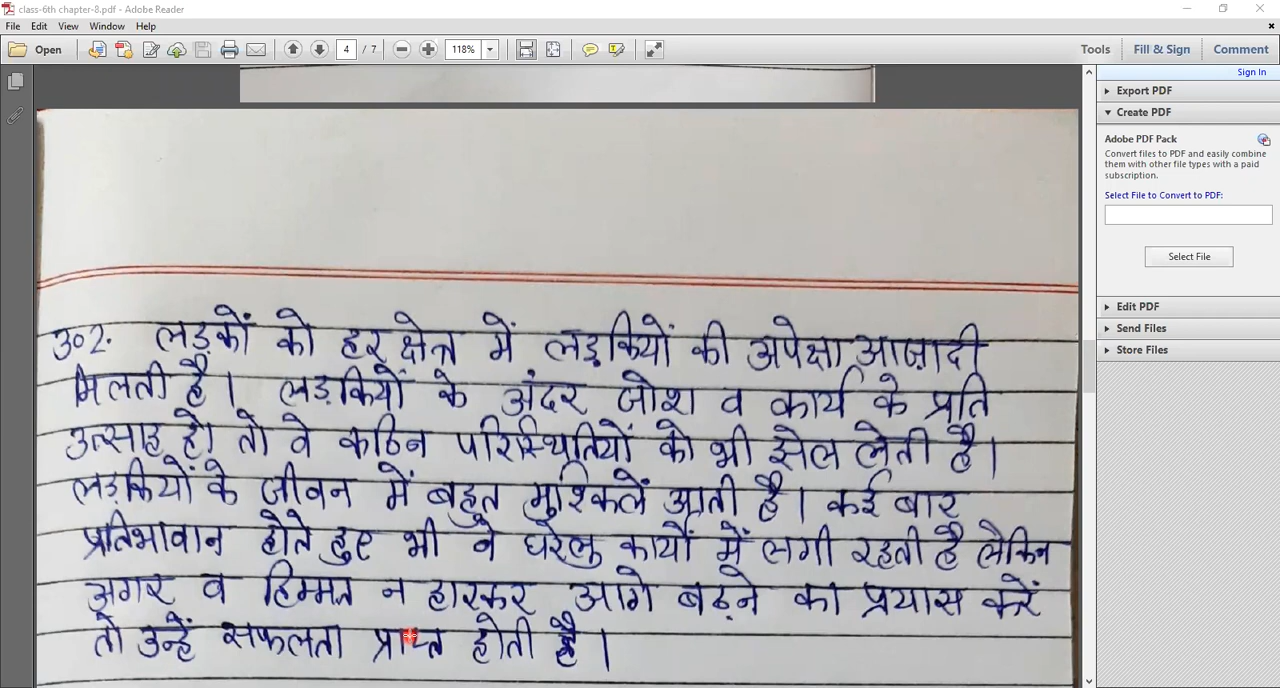 class-6th chapter-8.pdf - Adobe Reader
File Edit View Window Help
Open 4 / 7 118% Tools Fill & Sign Comment
Sign In
Export PDF
Create PDF
Adobe PDF Pack
Convert files to PDF and easily combine
them with other file types with a paid
subscription.
Select File to Convert to PDF:
Select File
Edit PDF
Send Files
Store Files
उ०2. लड़कों को हर क्षेत्र में लड़कियों की अपेक्षा आज़ादी
मिलती है। लड़कियों के अंदर जोश व कार्य के प्रति
उत्साह हो तो वे कठिन परिस्थितियों को भी झेल लेती है।
लड़कियों के जीवन में बहुत मुश्किलें आती है। कई बार
प्रतिभावान होते हुए भी वे घरेलु कार्यों में लगी रहती है लेकिन
अगर व हिम्मत न हारकर आगे बढ़ने का प्रयास करें
तो उन्हें सफलता प्राप्त होती है।